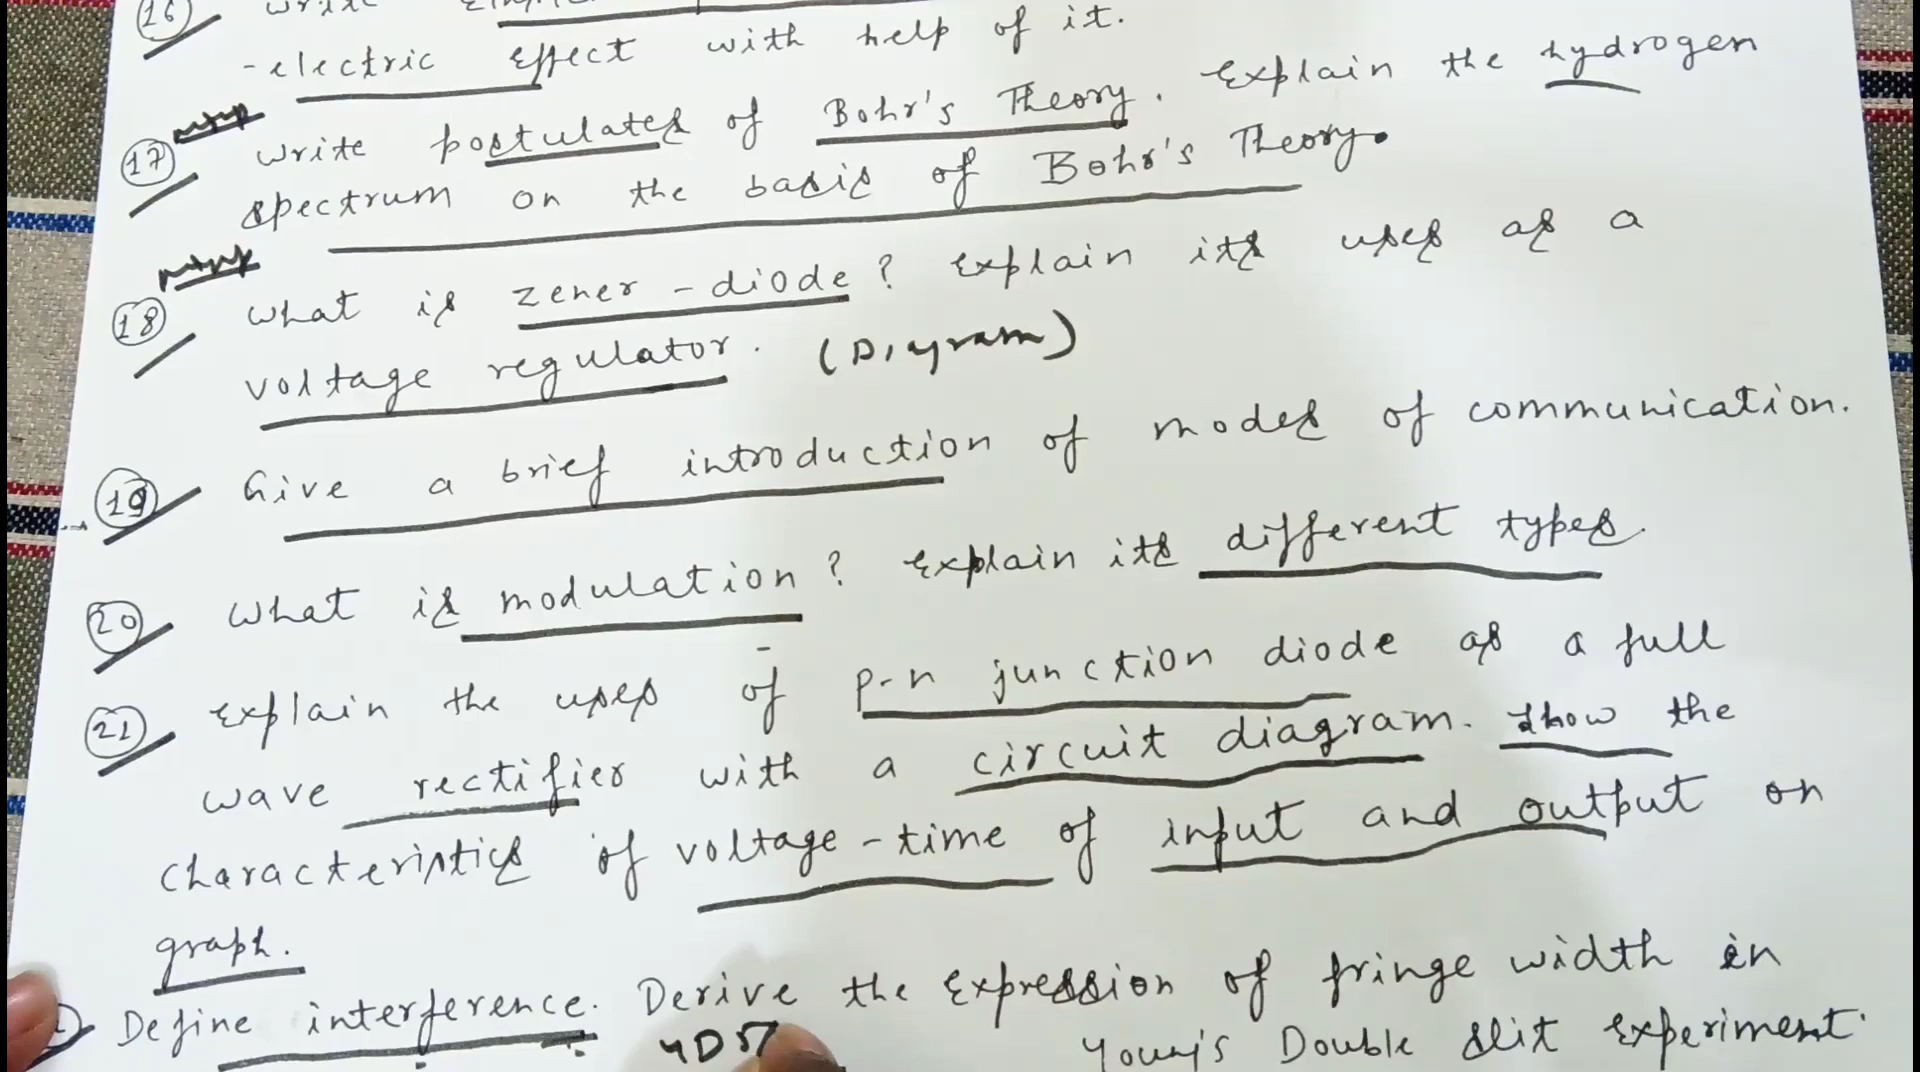 (16) Write
-electric effect with help of it.
(17) Write postulates of Bohr's Theory. Explain the hydrogen
spectrum on the basis of Bohr's Theory.
(18) What is zener-diode? Explain its uses as a
voltage regulator. (Diagram)
(19) Give a brief introduction of modes of communication.
(20) What is modulation? Explain its different types.
(21) Explain the uses of p-n junction diode as a full
wave rectifier with a circuit diagram. Show the
characteristics of voltage-time of input and output on
graph.
Define interference. Derive the Expression of fringe width in
YDS Young's Double slit Experiment.